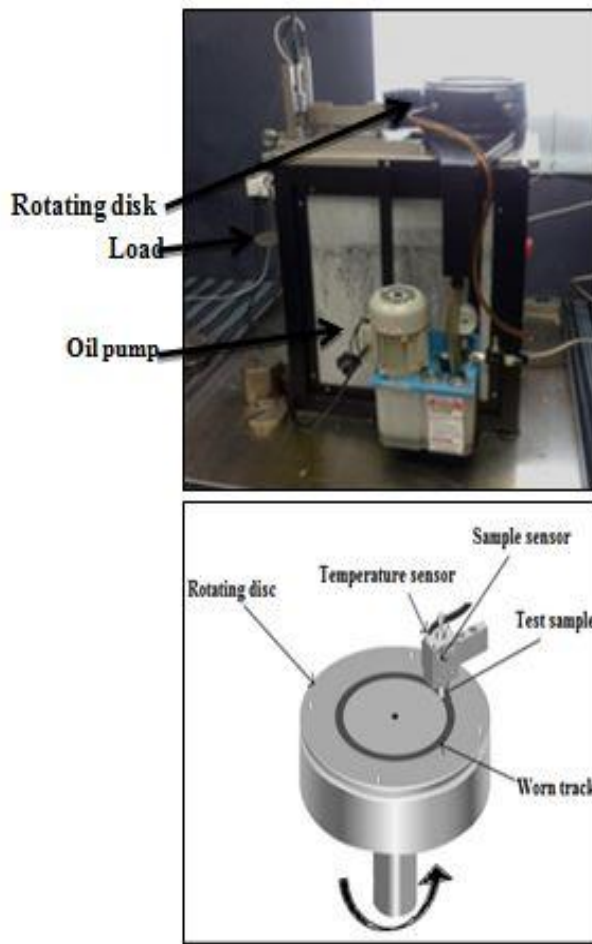 Rotating disk
Load
Oil pump
Sample sensor
Temperature sensor
Rotating disc
Test sample
Worn track